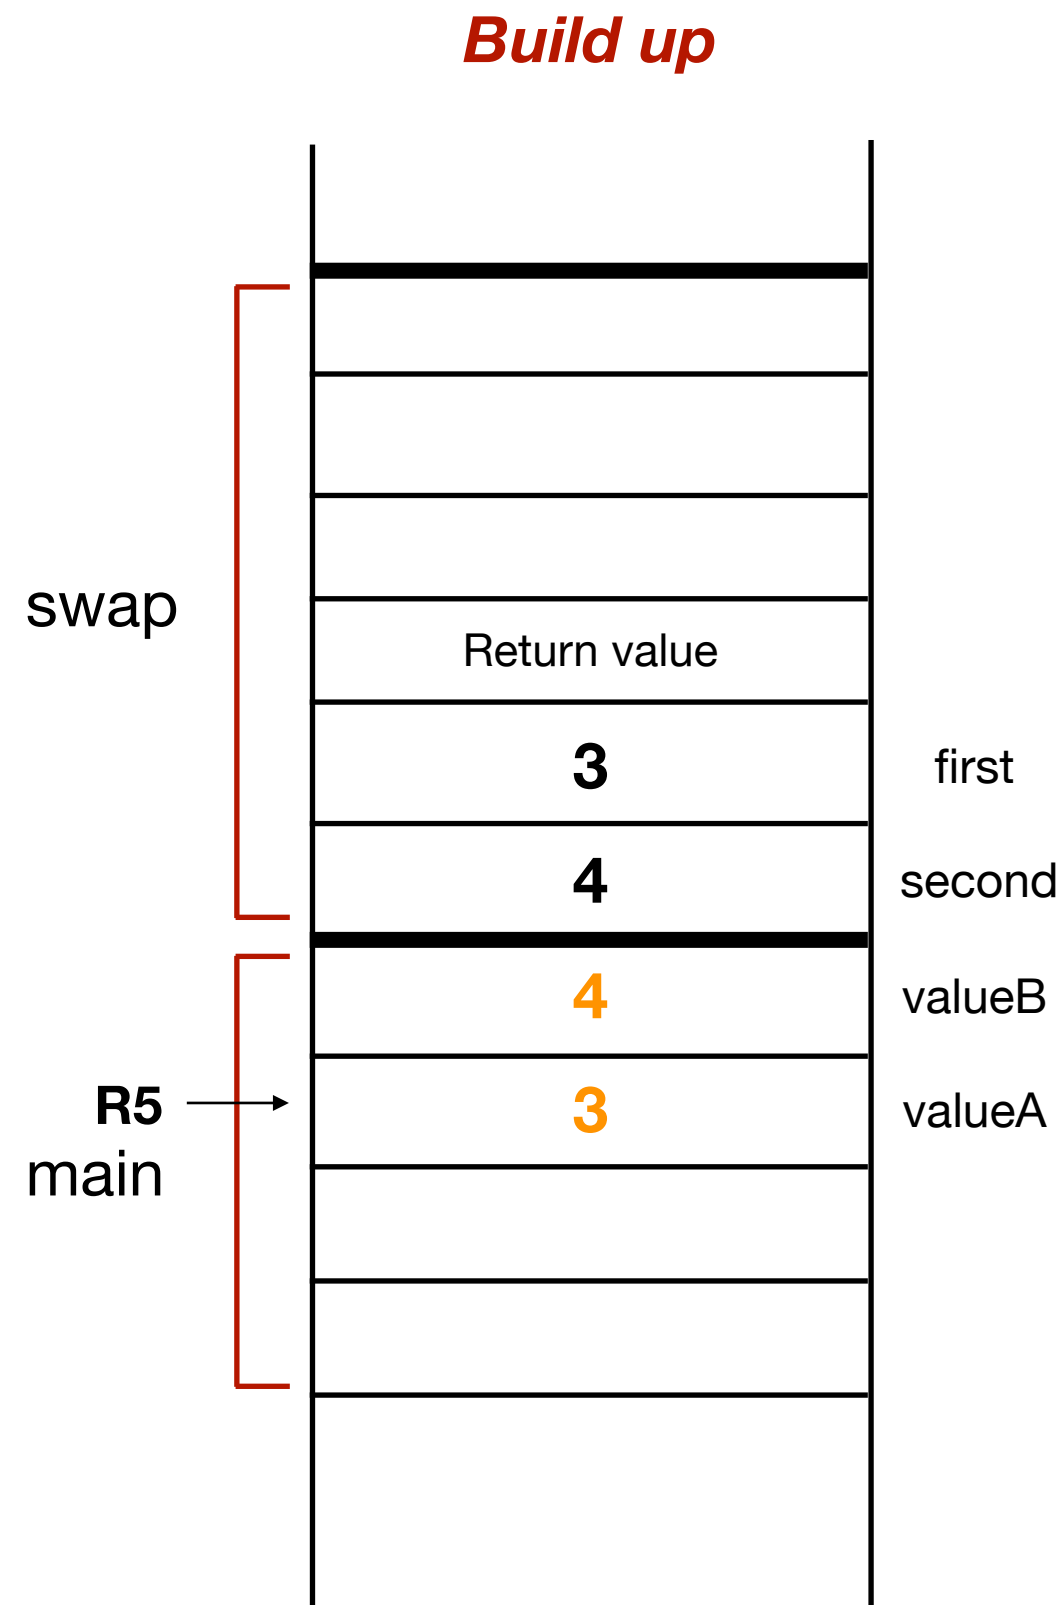 Build up
swap
Return value
3 first
4 second
4 valueB
R5 3 valueA
main